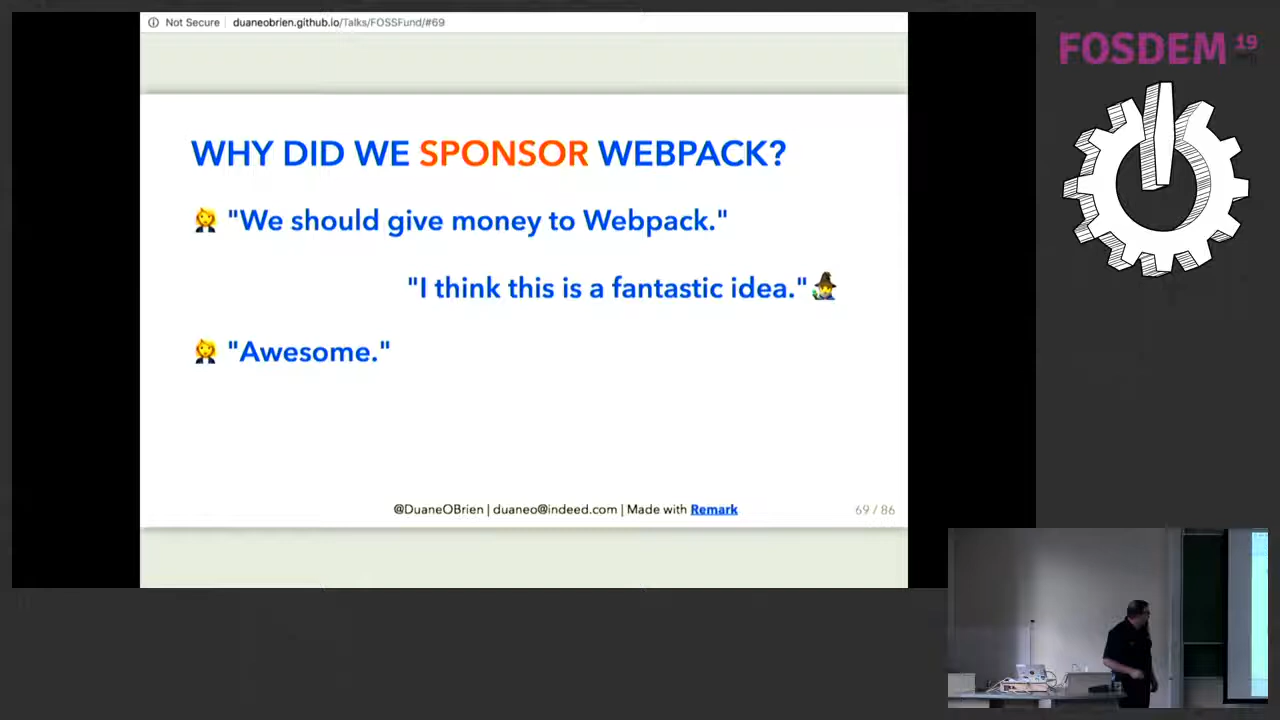 Not Secure duaneobrien.github.io/Talks/FOSSFund/#69
FOSDEM 19
WHY DID WE SPONSOR WEBPACK?
"We should give money to Webpack."
"I think this is a fantastic idea."
"Awesome."
@DuaneOBrien | duaneo@indeed.com | Made with Remark
69 / 86